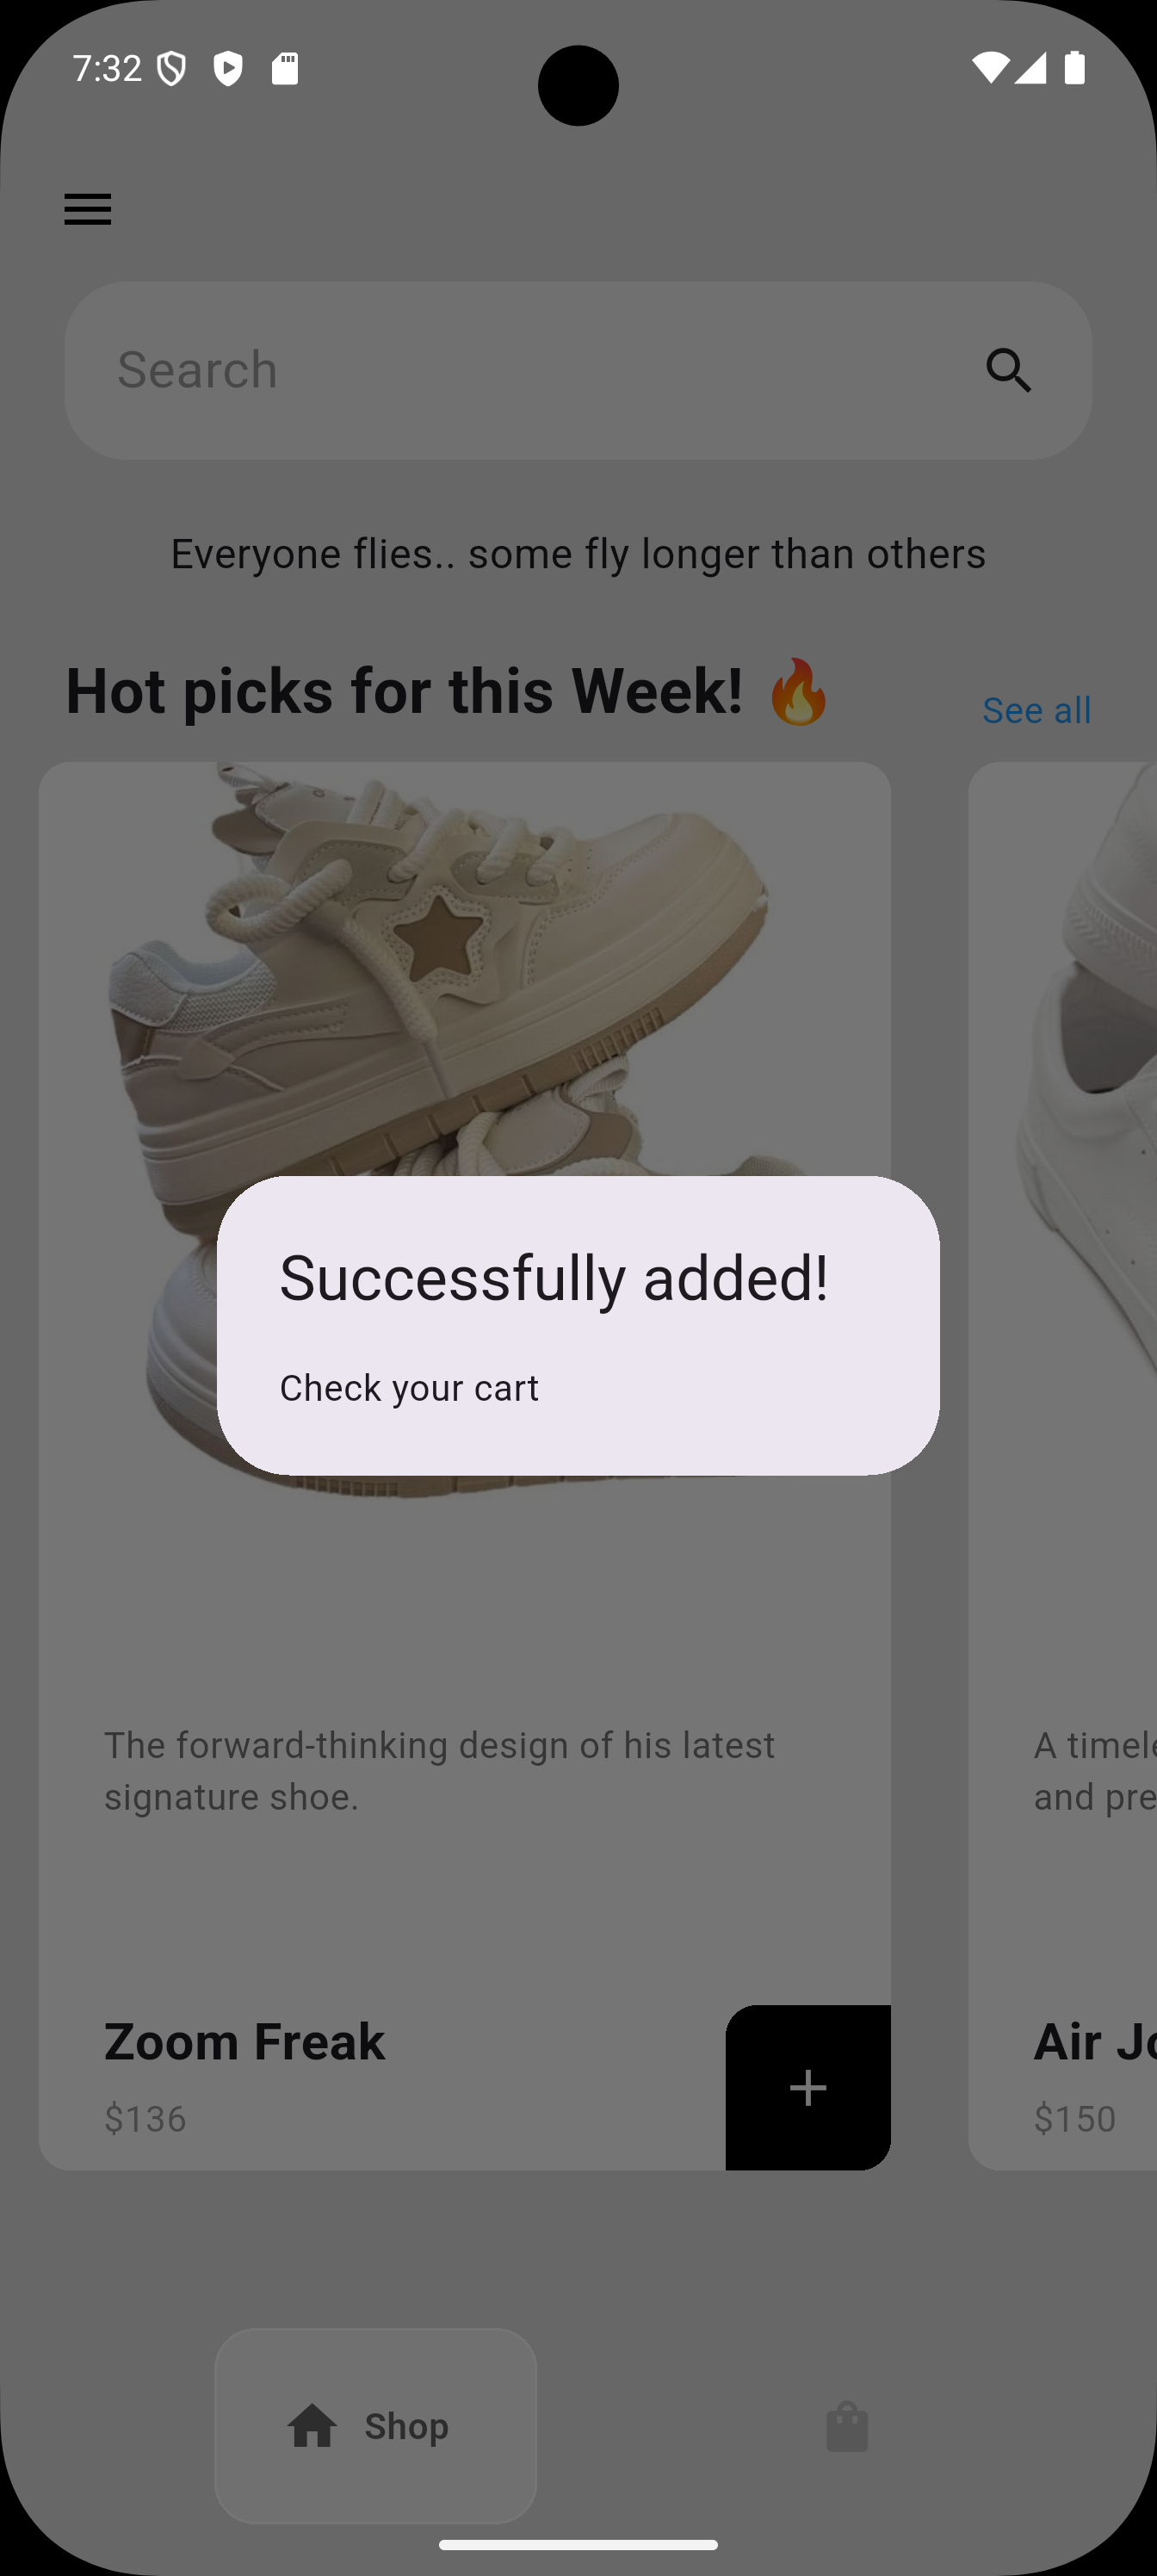 7:32
Search
Everyone flies.. some fly longer than others
Hot picks for this Week! 🔥
See all
Successfully added!
Check your cart
The forward-thinking design of his latest
signature shoe.
Zoom Freak
$136
and pre
Air
$150
Shop